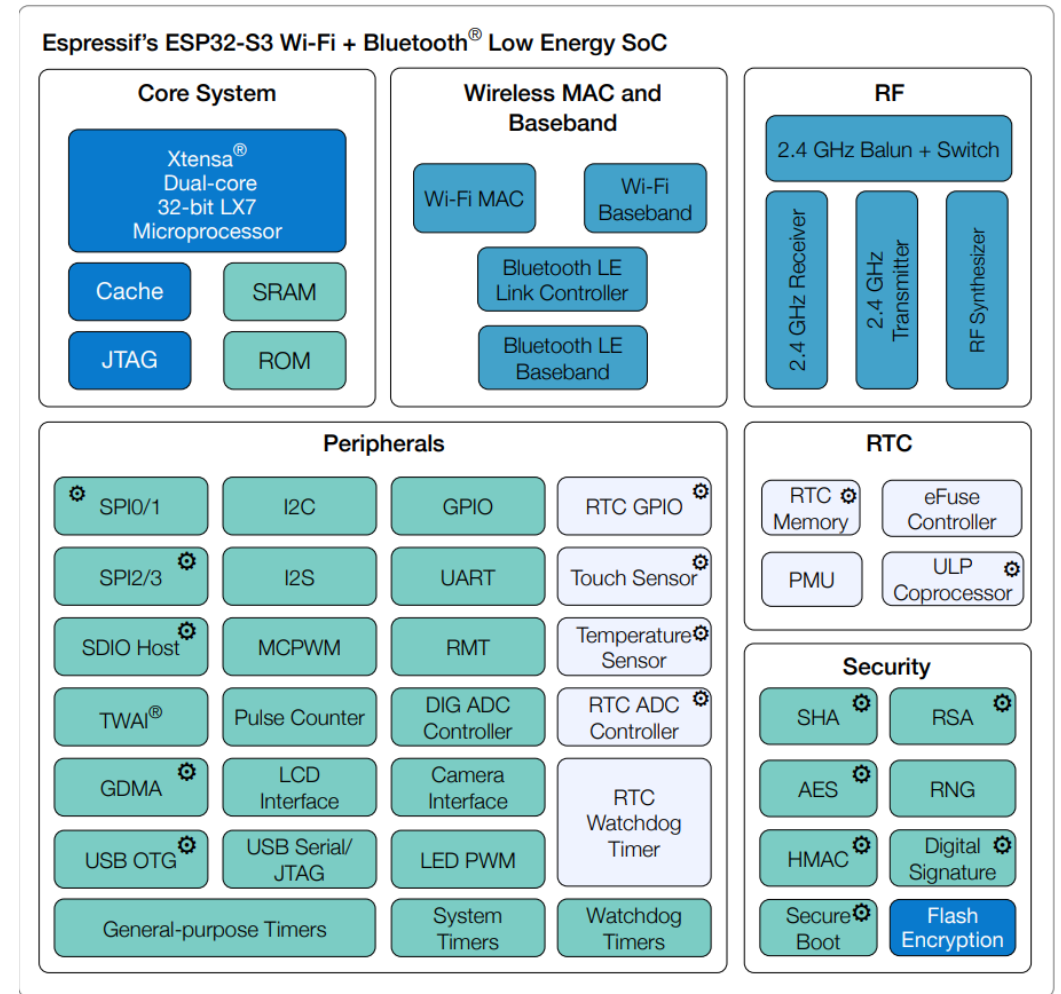 Espressif's ESP32-S3 Wi-Fi + Bluetooth® Low Energy SoC
Core System
Xtensa®
Dual-core
32-bit LX7
Microprocessor
Cache
SRAM
JTAG
ROM
Wireless MAC and
Baseband
Wi-Fi MAC
Wi-Fi
Baseband
Bluetooth LE
Link Controller
Bluetooth LE
Baseband
RF
2.4 GHz Balun + Switch
2.4 GHz Receiver
2.4 GHz
Transmitter
RF Synthesizer
Peripherals
SPI0/1
I2C
GPIO
RTC GPIO
SPI2/3
I2S
UART
Touch Sensor
SDIO Host
MCPWM
RMT
Temperature
Sensor
TWAI®
Pulse Counter
DIG ADC
Controller
RTC ADC
Controller
GDMA
LCD
Interface
Camera
Interface
RTC
Watchdog
Timer
USB OTG
USB Serial/
JTAG
LED PWM
General-purpose Timers
System
Timers
Watchdog
Timers
RTC
RTC
Memory
eFuse
Controller
PMU
ULP
Coprocessor
Security
SHA
RSA
AES
RNG
HMAC
Digital
Signature
Secure
Boot
Flash
Encryption